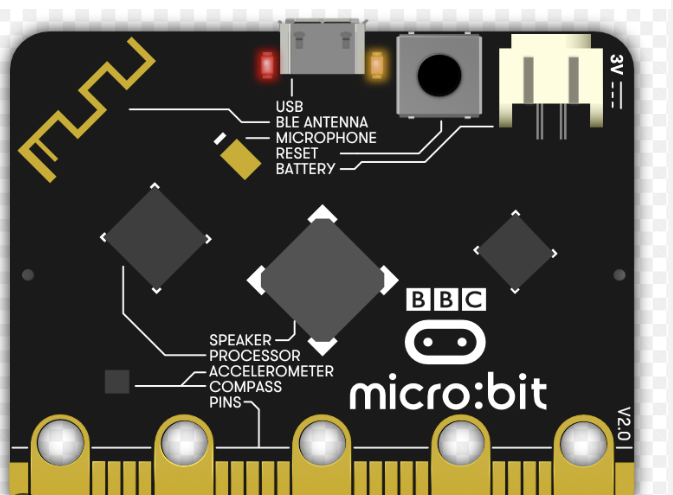 3V
USB
BLE ANTENNA
MICROPHONE
RESET
BATTERY
BBC
micro:bit
SPEAKER
PROCESSOR
ACCELEROMETER
COMPASS
PINS
V2.0